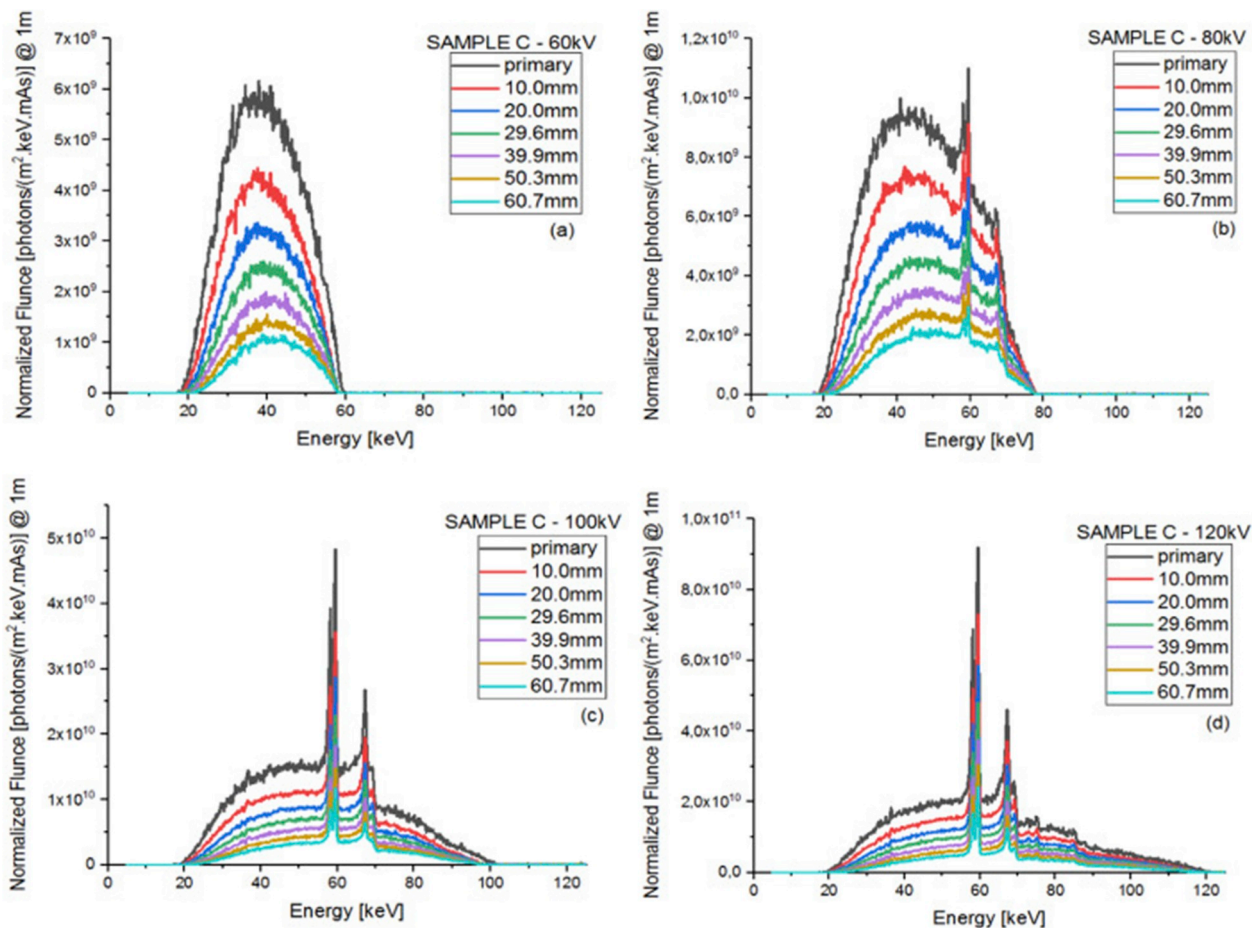 SAMPLE C - 60kV
primary
10.0mm
20.0mm
29.6mm
39.9mm
50.3mm
60.7mm
(a)
7x10⁹
6x10⁹
5x10⁹
4x10⁹
3x10⁹
2x10⁹
1x10⁹
0
Normalized Flunce [photons/(m².keV.mAs)] @ 1m
0 20 40 60 80 100 120
Energy [keV]
SAMPLE C - 80kV
primary
10.0mm
20.0mm
29.6mm
39.9mm
50.3mm
60.7mm
(b)
1,2x10¹⁰
1,0x10¹⁰
8,0x10⁹
6,0x10⁹
4,0x10⁹
2,0x10⁹
0,0
Normalized Flunce [photons/(m².keV.mAs)] @ 1m
0 20 40 60 80 100 120
Energy [keV]
SAMPLE C - 100kV
primary
10.0mm
20.0mm
29.6mm
39.9mm
50.3mm
60.7mm
(c)
5x10¹⁰
4x10¹⁰
3x10¹⁰
2x10¹⁰
1x10¹⁰
0
Normalized Flunce [photons/(m².keV.mAs)] @ 1m
0 20 40 60 80 100 120
Energy [keV]
SAMPLE C - 120kV
primary
10.0mm
20.0mm
29.6mm
39.9mm
50.3mm
60.7mm
(d)
1,0x10¹¹
8,0x10¹⁰
6,0x10¹⁰
4,0x10¹⁰
2,0x10¹⁰
0,0
Normalized Flunce [photons/(m².keV.mAs)] @ 1m
0 20 40 60 80 100 120
Energy [keV]